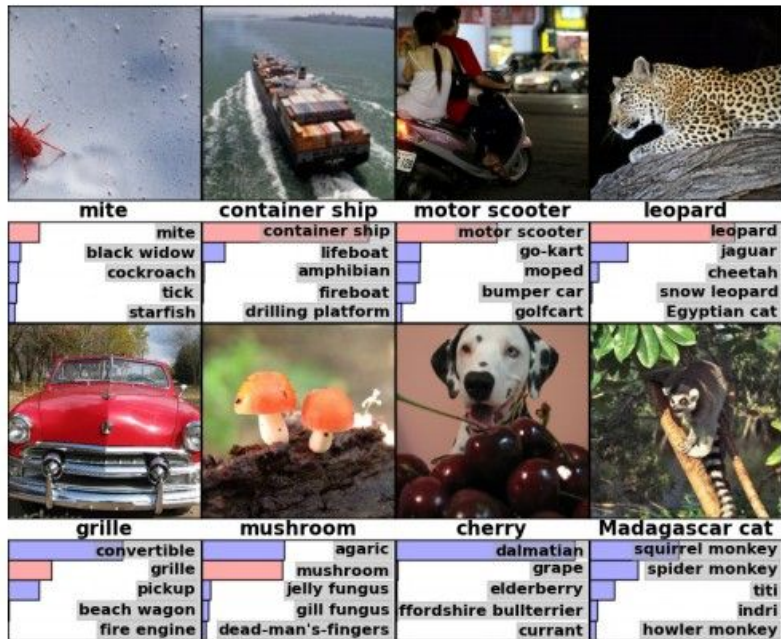 mite
container ship
motor scooter
leopard
mite
black widow
cockroach
tick
starfish
container ship
lifeboat
amphibian
fireboat
drilling platform
motor scooter
go-kart
moped
bumper car
golfcart
leopard
jaguar
cheetah
snow leopard
Egyptian cat
grille
mushroom
cherry
Madagascar cat
convertible
grille
pickup
beach wagon
fire engine
agaric
mushroom
jelly fungus
gill fungus
dead-man's-fingers
dalmatian
grape
elderberry
ffordshire bullterrier
currant
squirrel monkey
spider monkey
titi
indri
howler monkey